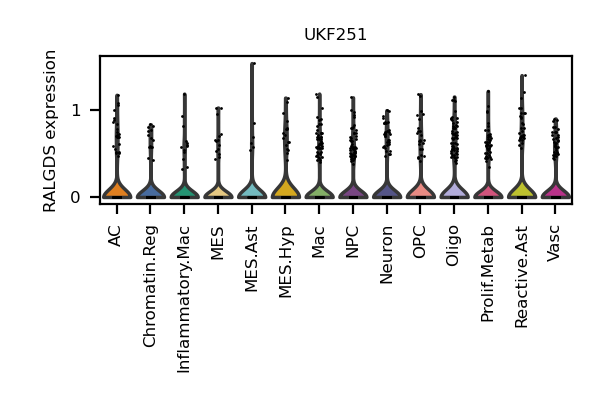 UKF251
RALGDS expression
1
0
AC
Chromatin.Reg
Inflammatory.Mac
MES
MES.Ast
MES.Hyp
Mac
NPC
Neuron
OPC
Oligo
Prolif.Metab
Reactive.Ast
Vasc